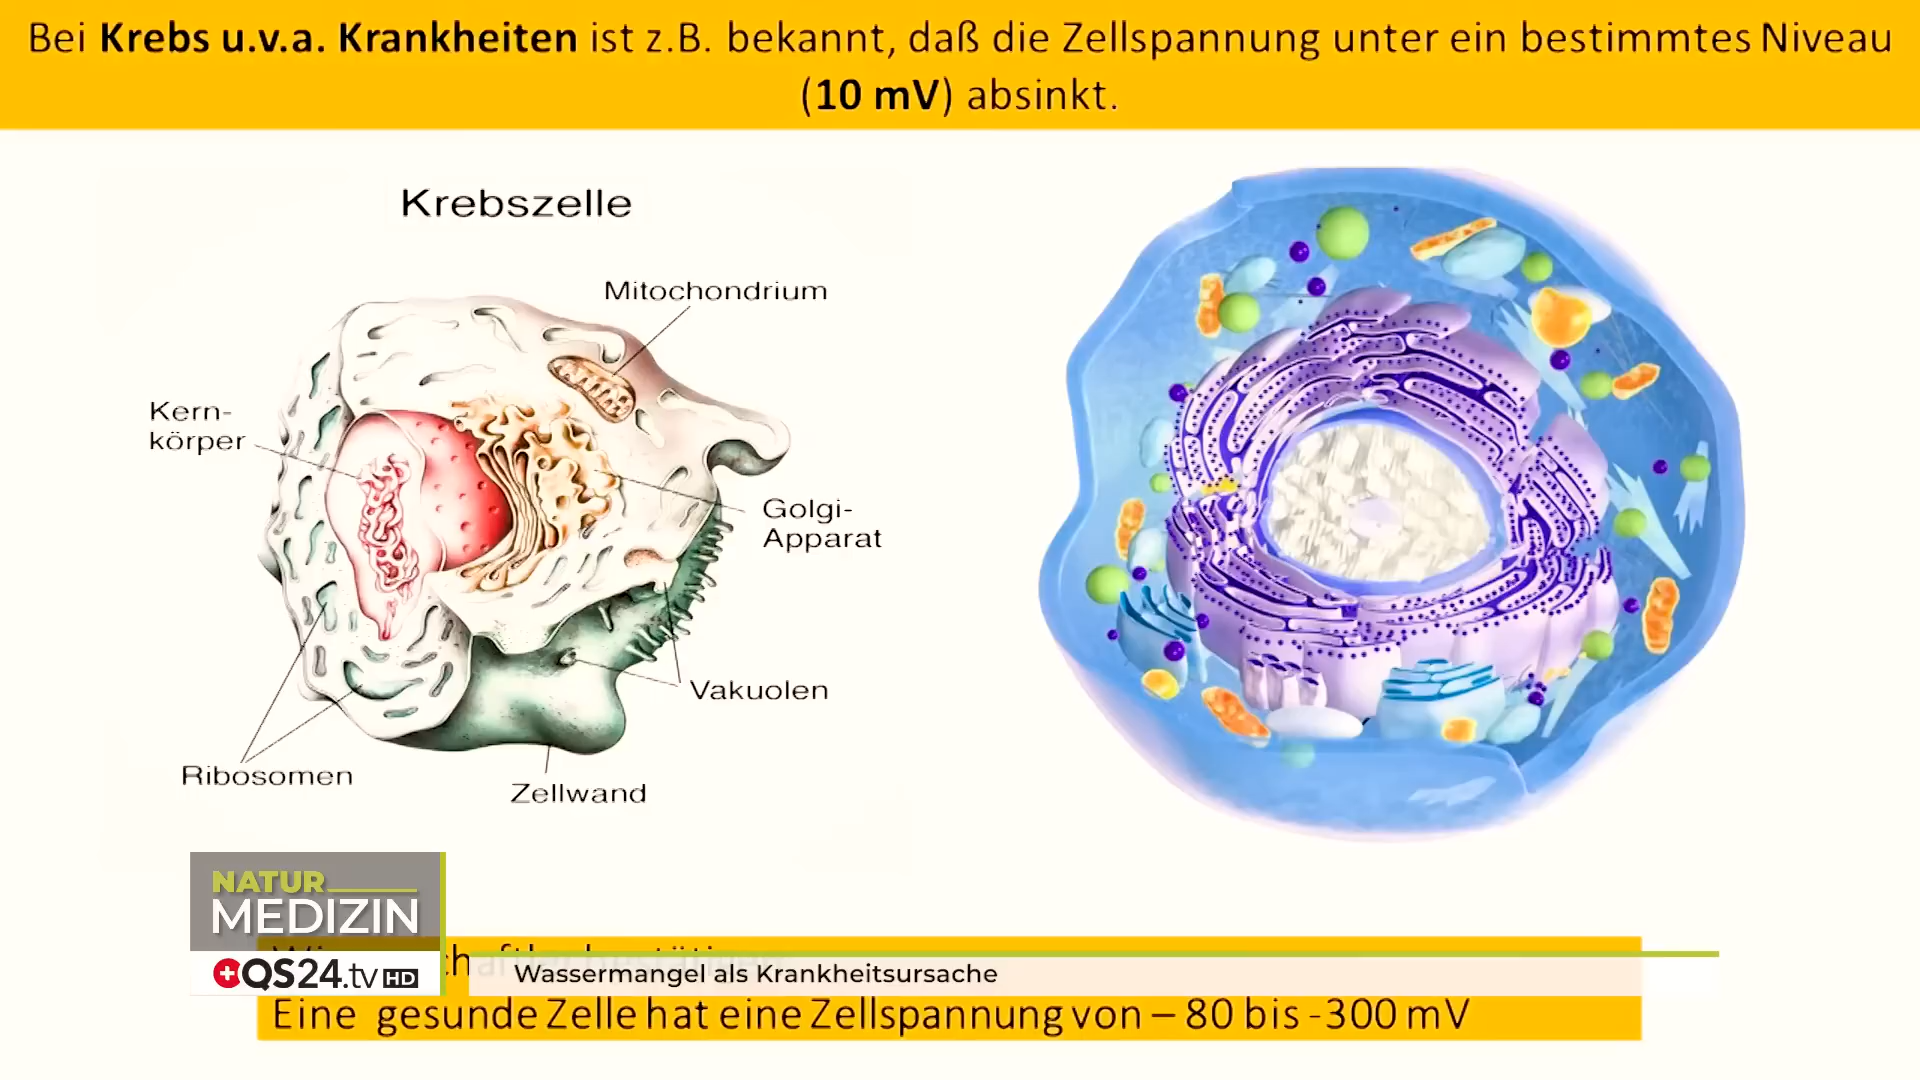 Bei Krebs u.v.a. Krankheiten ist z.B. bekannt, daß die Zellspannung unter ein bestimmtes Niveau
(10 mV) absinkt.
Krebszelle
Mitochondrium
Kern-
körper
Golgi-
Apparat
Vakuolen
Ribosomen
Zellwand
NATUR
MEDIZIN
QS24.tv HD
Wassermangel als Krankheitsursache
Eine gesunde Zelle hat eine Zellspannung von – 80 bis -300 mV